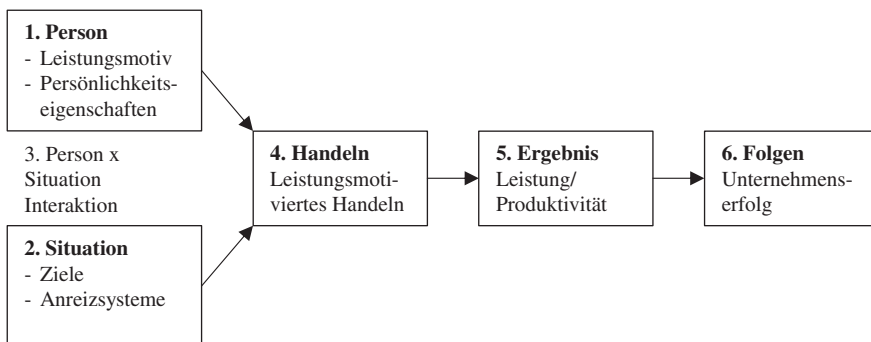 1. Person
- Leistungsmotiv
- Persönlichkeits-
eigenschaften
3. Person x
Situation
Interaktion
2. Situation
- Ziele
- Anreizsysteme
4. Handeln
Leistungsmoti-
viertes Handeln
5. Ergebnis
Leistung/
Produktivität
6. Folgen
Unternehmens-
erfolg